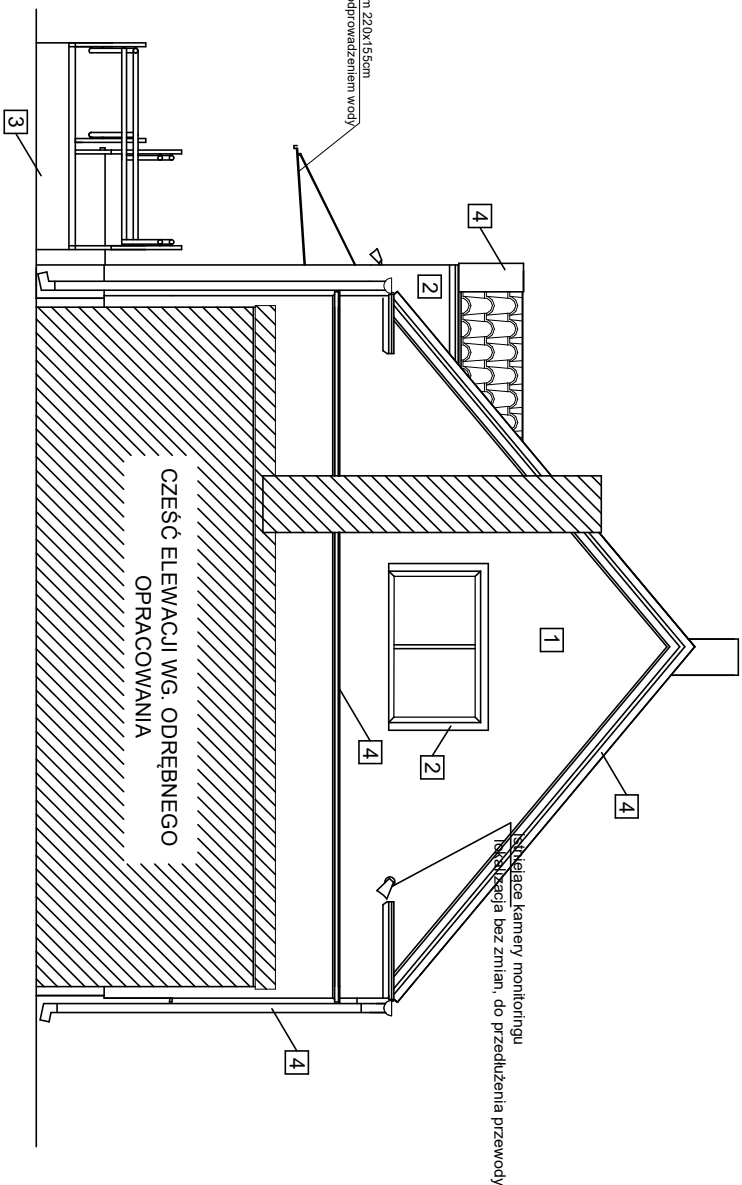 m 220x155cm
odprowadzeniem wody
4
2
1
2
4
4
istniejące kamery monitoringu
lokalizacja bez zmian, do przedłużenia przewody
CZEŚĆ ELEWACJI WG. ODRĘBNEGO
OPRACOWANIA
3
4